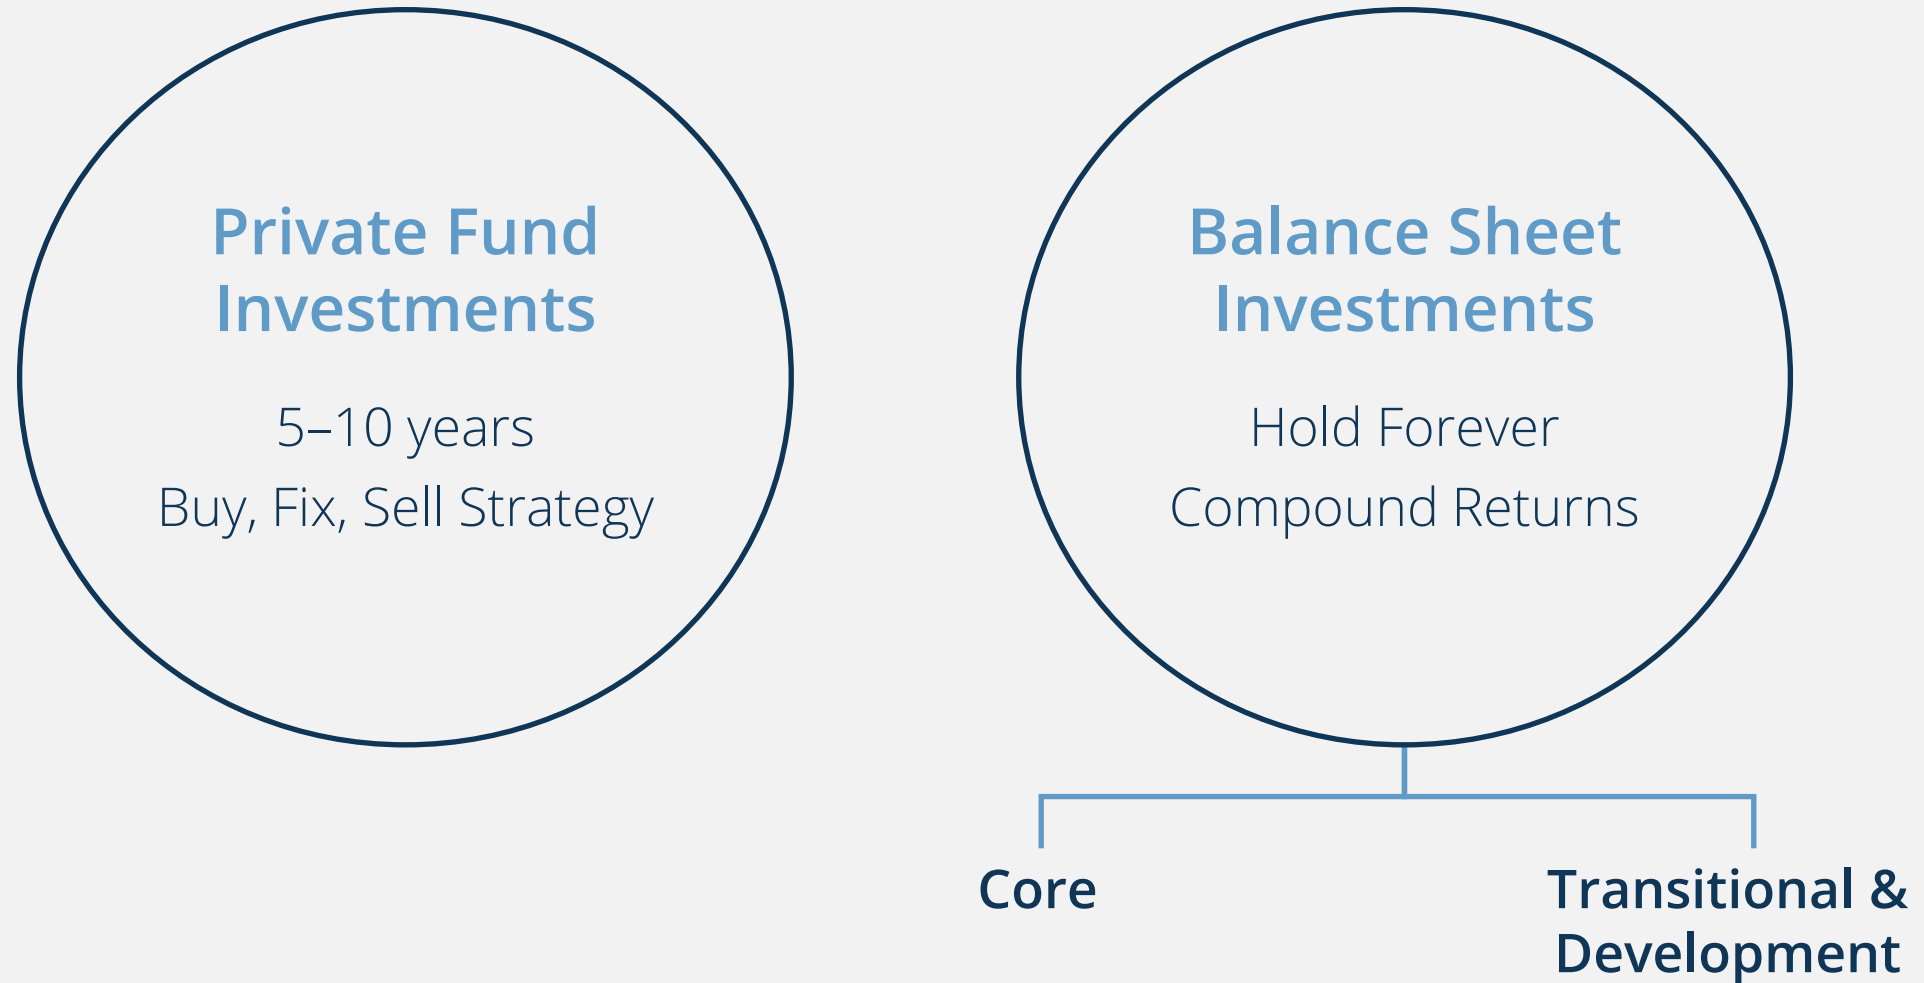 Private Fund
Investments
5–10 years
Buy, Fix, Sell Strategy
Balance Sheet
Investments
Hold Forever
Compound Returns
Core
Transitional &
Development